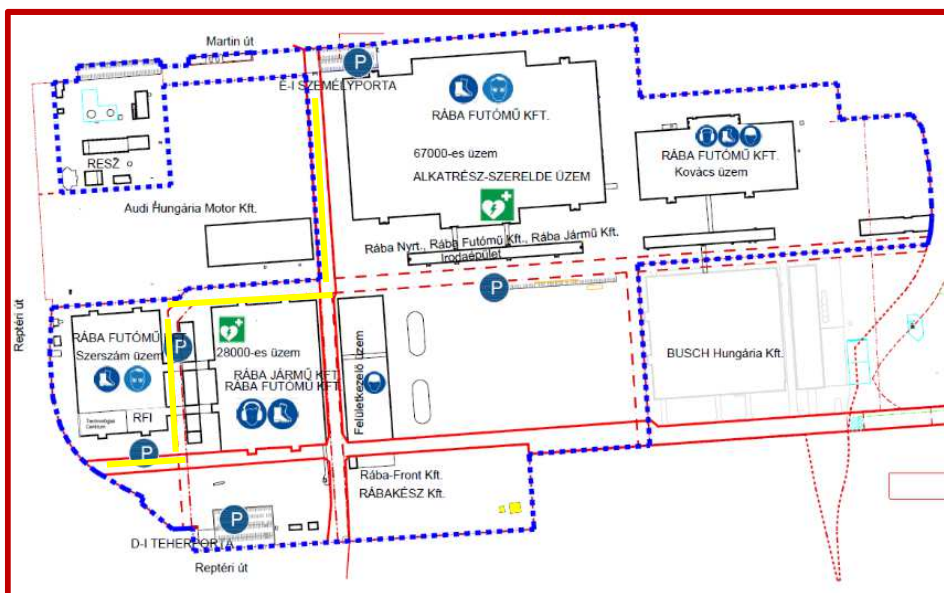 Martin út
P
É-I SZEMÉLYPORTA
RÁBA FUTÓMŰ KFT.
67000-es üzem
ALKATRÉSZ-SZERELDE ÜZEM
RÁBA FUTÓMŰ KFT.
Kovács üzem
RESZ
Audi Hungária Motor Kft.
Rába Nyrt., Rába Futómű Kft., Rába Jármű Kft.
Irodaépület
P
Reptéri út
RÁBA FUTÓMŰ
Szerszám üzem
P
28000-es üzem
RÁBA JÁRMŰ KFT.
RÁBA FUTÓMŰ KFT.
Felületkezelő üzem
BUSCH Hungária Kft.
Technológiai
Centrum
RFI
P
Rába-Front Kft.
RÁBAKÉSZ Kft.
P
D-I TEHERPORTA
Reptéri út